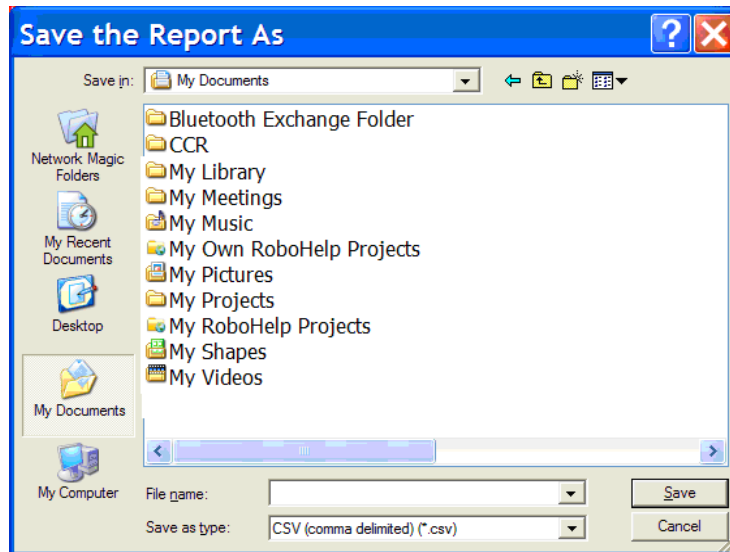 Save the Report As
Save in:
My Documents
Network Magic
Folders
My Recent
Documents
Desktop
My Documents
My Computer
Bluetooth Exchange Folder
CCR
My Library
My Meetings
My Music
My Own RoboHelp Projects
My Pictures
My Projects
My RoboHelp Projects
My Shapes
My Videos
File name:
Save
Save as type:
CSV (comma delimited) (*.csv)
Cancel